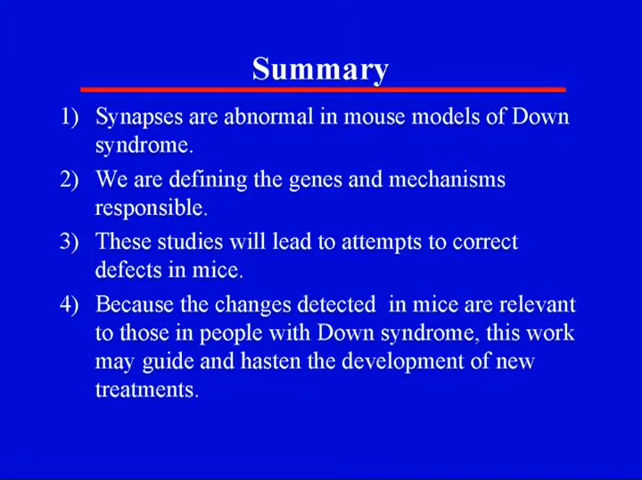 Summary
1) Synapses are abnormal in mouse models of Down
syndrome.
2) We are defining the genes and mechanisms
responsible.
3) These studies will lead to attempts to correct
defects in mice.
4) Because the changes detected in mice are relevant
to those in people with Down syndrome, this work
may guide and hasten the development of new
treatments.